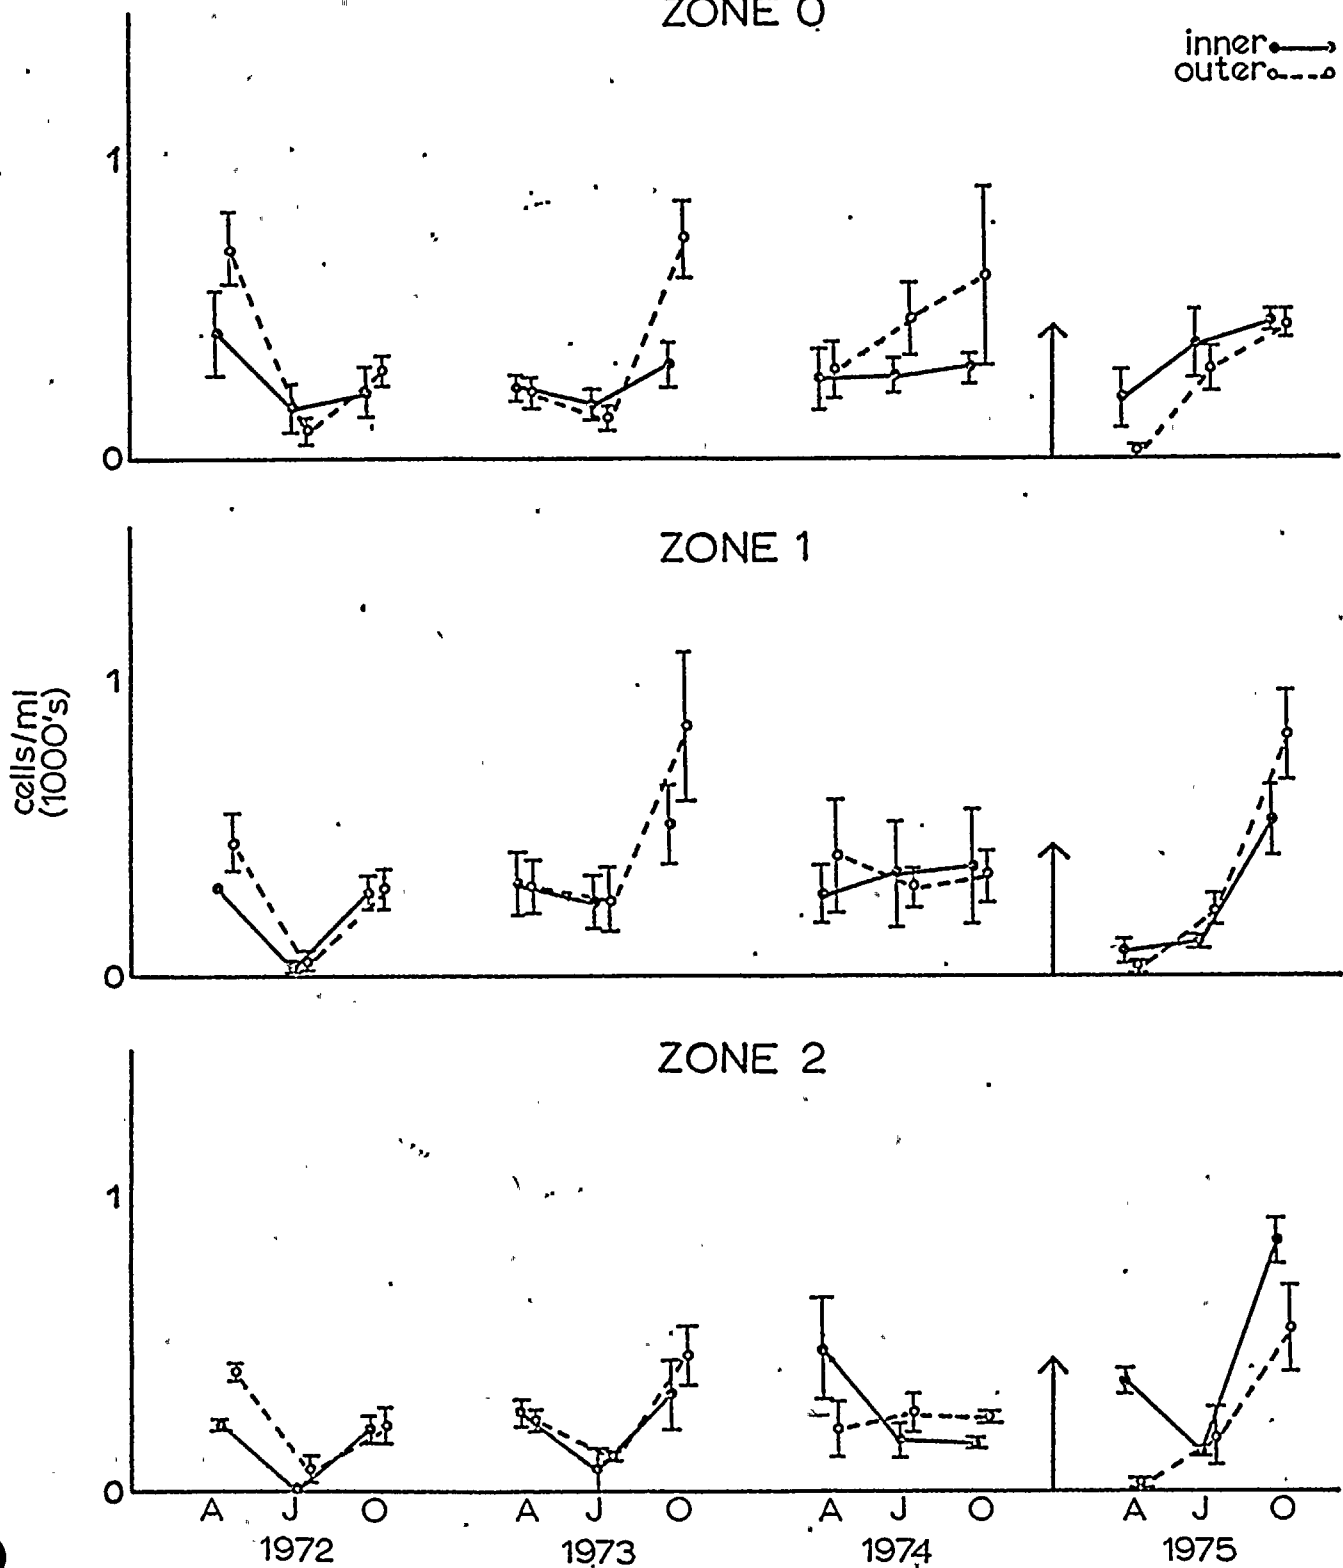 ZONE 0
inner
outer
1
0
ZONE 1
cells/ml
(1000's)
1
0
ZONE 2
1
0
A J O A J O A J O A J O
1972 1973 1974 1975